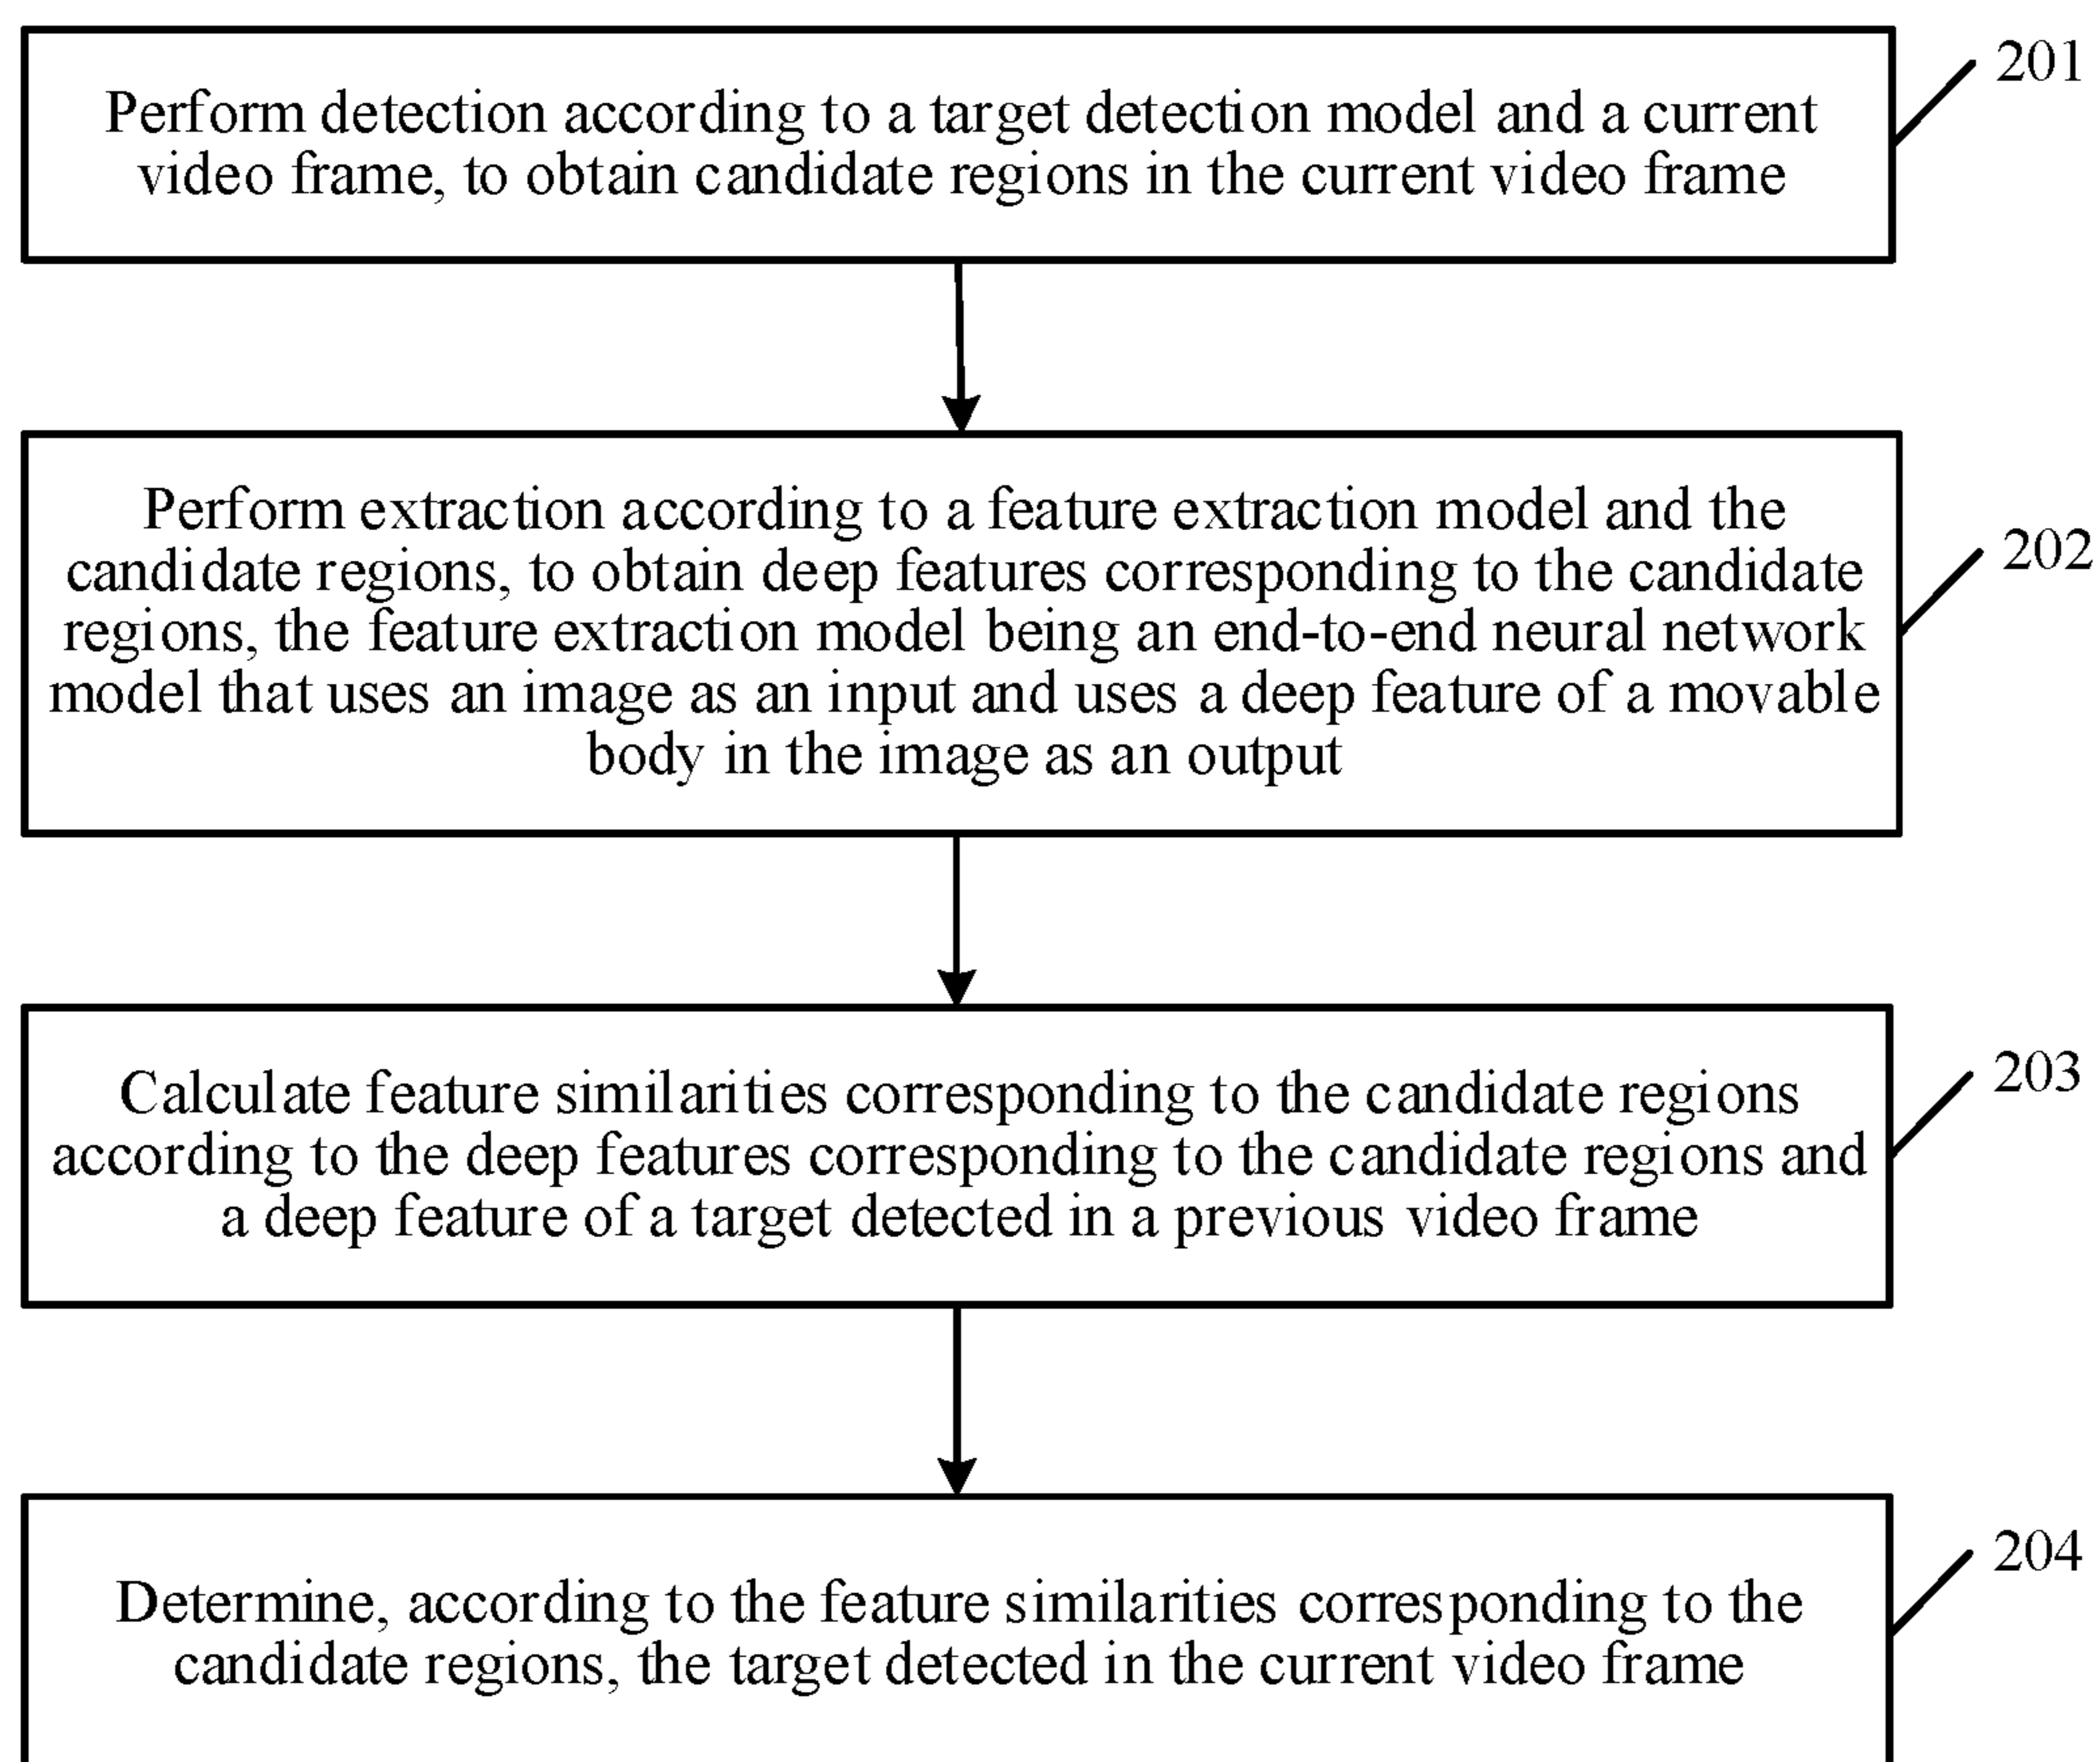 Perform detection according to a target detection model and a current
video frame, to obtain candidate regions in the current video frame
201
Perform extraction according to a feature extraction model and the
candidate regions, to obtain deep features corresponding to the candidate
regions, the feature extraction model being an end-to-end neural network
model that uses an image as an input and uses a deep feature of a movable
body in the image as an output
202
Calculate feature similarities corresponding to the candidate regions
according to the deep features corresponding to the candidate regions and
a deep feature of a target detected in a previous video frame
203
Determine, according to the feature similarities corresponding to the
candidate regions, the target detected in the current video frame
204